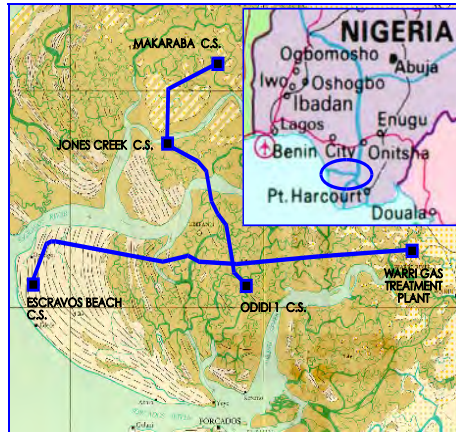 MAKARABA C.S.
JONES CREEK C.S.
ESCRAVOS BEACH
C.S.
ODIDI 1 C.S.
WARRI GAS
TREATMENT
PLANT
FORCADOS
NIGERIA
Ogbomosho
Abuja
Iwo
Oshogbo
Ibadan
Lagos
Enugu
Benin City
Onitsha
Pt. Harcourt
Douala